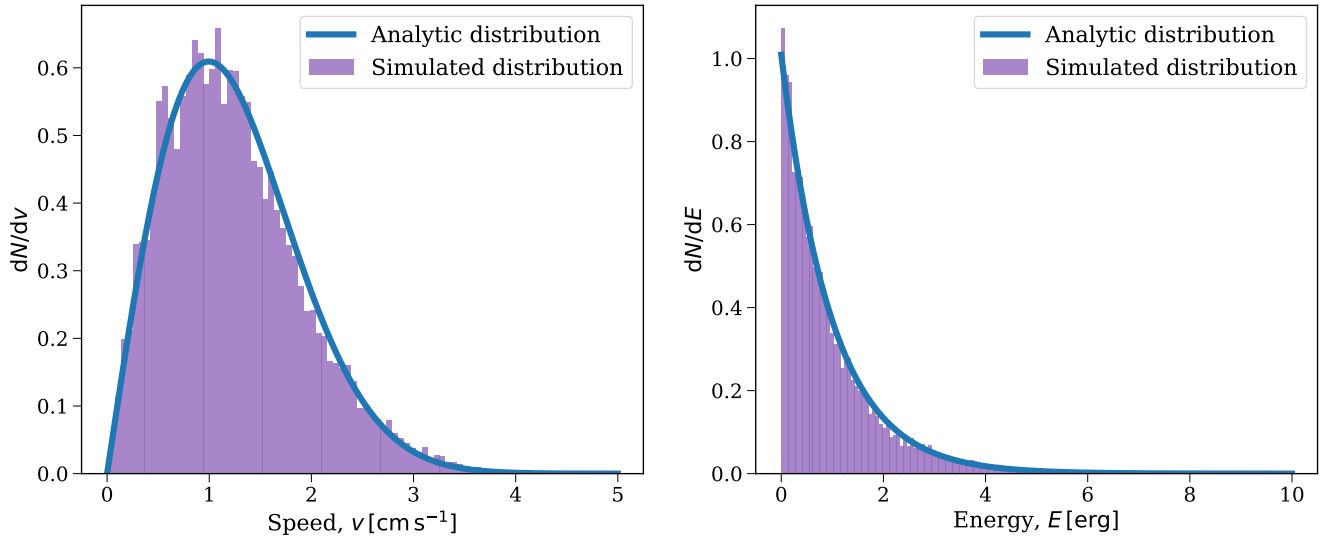 Analytic distribution
Simulated distribution
0.6
0.5
0.4
0.3
0.2
0.1
0.0
dN/dv
0 1 2 3 4 5
Speed, v [cm s⁻¹]
Analytic distribution
Simulated distribution
1.0
0.8
0.6
0.4
0.2
0.0
dN/dE
0 2 4 6 8 10
Energy, E [erg]